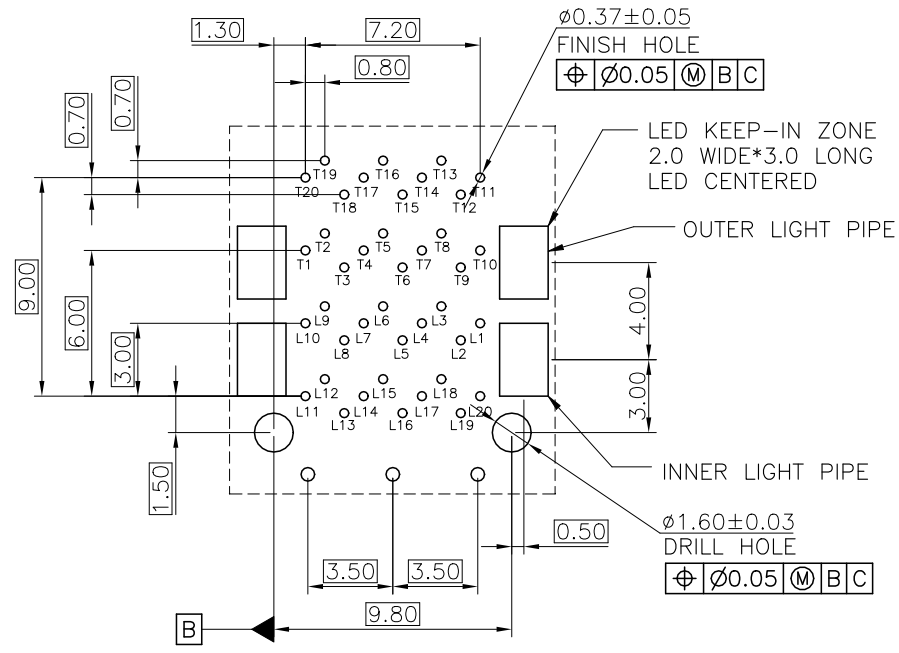 1.30
7.20
ø0.37±0.05
FINISH HOLE
⌖ Ø0.05 Ⓜ B C
0.80
0.70
0.70
LED KEEP-IN ZONE
2.0 WIDE*3.0 LONG
LED CENTERED
T19 T16 T13
T20 T17 T14 T11
T18 T15 T12
OUTER LIGHT PIPE
T2 T5 T8
T1 T4 T7 T10
T3 T6 T9
9.00
6.00
3.00
4.00
L9 L6 L3
L10 L7 L4 L1
L8 L5 L2
3.00
L12 L15 L18
L11 L14 L17 L20
L13 L16 L19
1.50
INNER LIGHT PIPE
ø1.60±0.03
0.50
DRILL HOLE
⌖ Ø0.05 Ⓜ B C
3.50
3.50
9.80
B